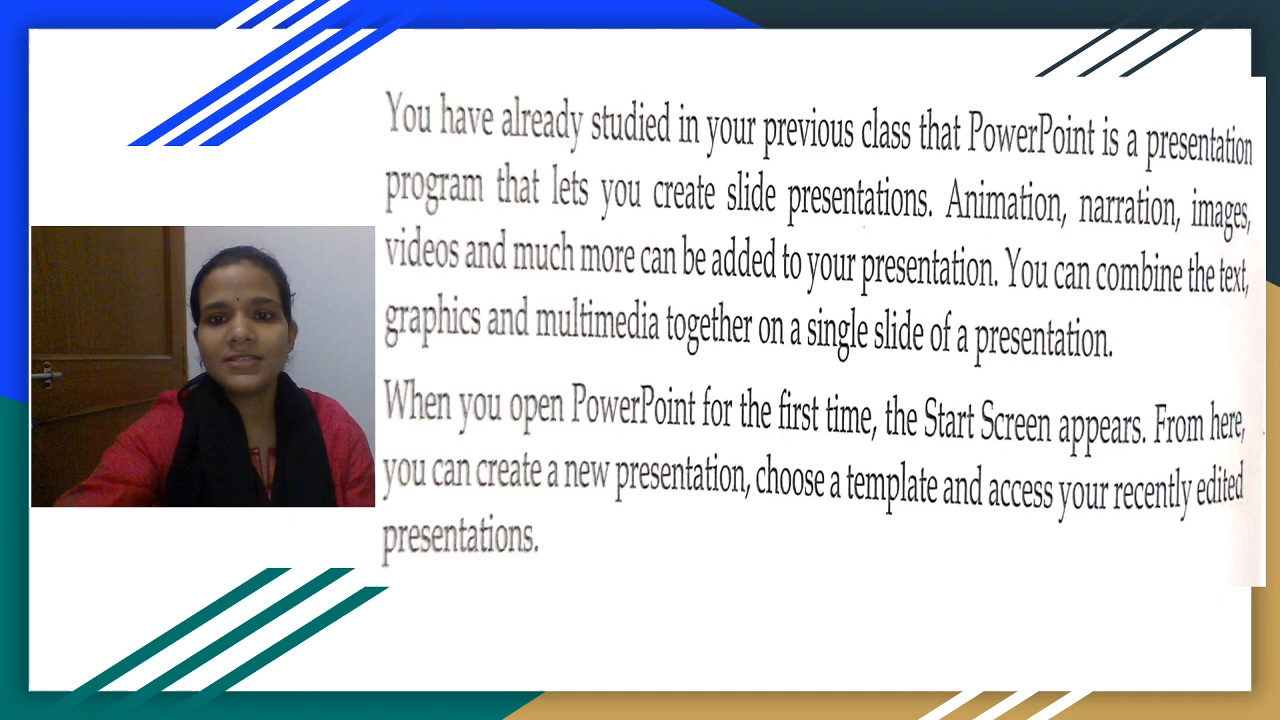 You have already studied in your previous class that PowerPoint is a presentation
program that lets you create slide presentations. Animation, narration, images,
videos and much more can be added to your presentation. You can combine the text,
graphics and multimedia together on a single slide of a presentation.
When you open PowerPoint for the first time, the Start Screen appears. From here,
you can create a new presentation, choose a template and access your recently edited
presentations.